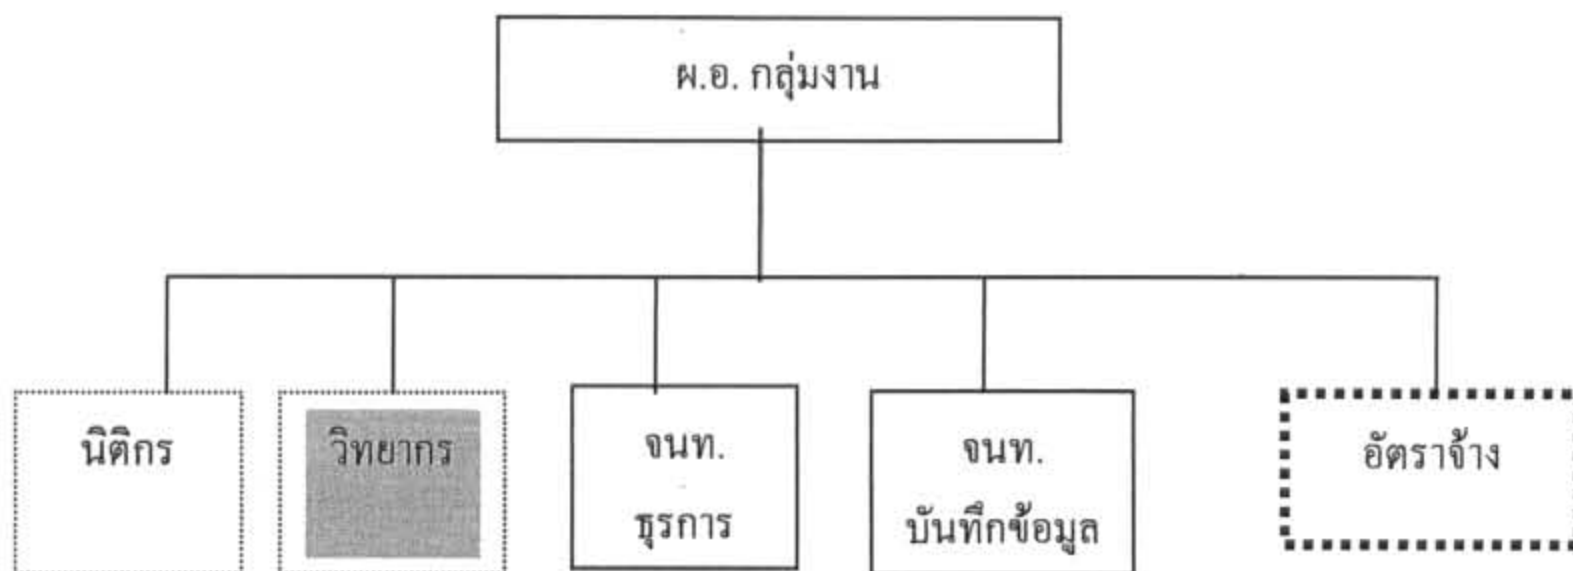 ผ.อ. กลุ่มงาน
นิติกร
วิทยากร
จนท.
ธุรการ
จนท.
บันทึกข้อมูล
อัตราจ้าง